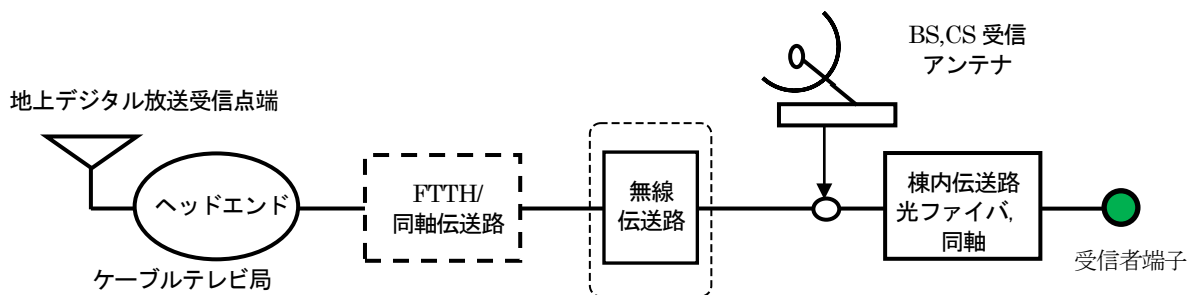 BS,CS 受信
アンテナ
地上デジタル放送受信点端
ヘッドエンド
ケーブルテレビ局
FTTH/
同軸伝送路
無線
伝送路
棟内伝送路
光ファイバ,
同軸
受信者端子